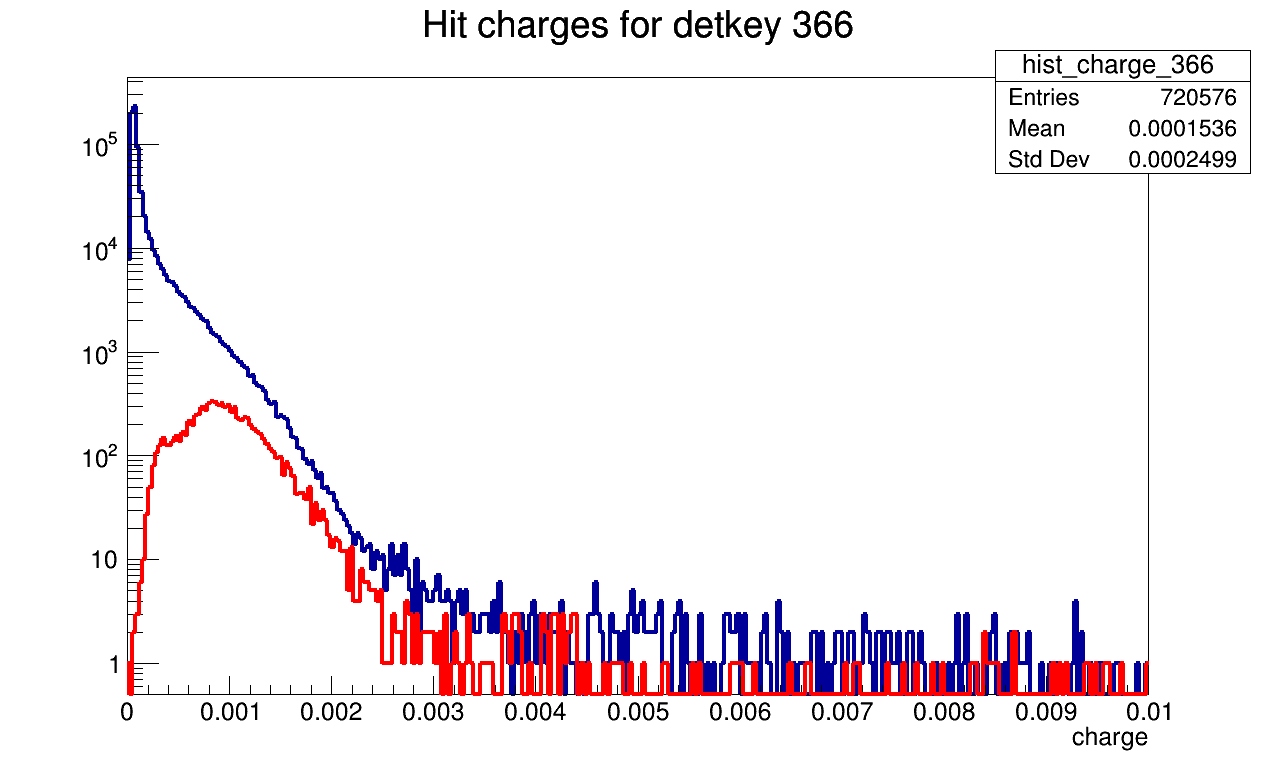 Hit charges for detkey 366
hist_charge_366
Entries 720576
Mean 0.0001536
Std Dev 0.0002499
10^5
10^4
10^3
10^2
10
1
0 0.001 0.002 0.003 0.004 0.005 0.006 0.007 0.008 0.009 0.01
charge